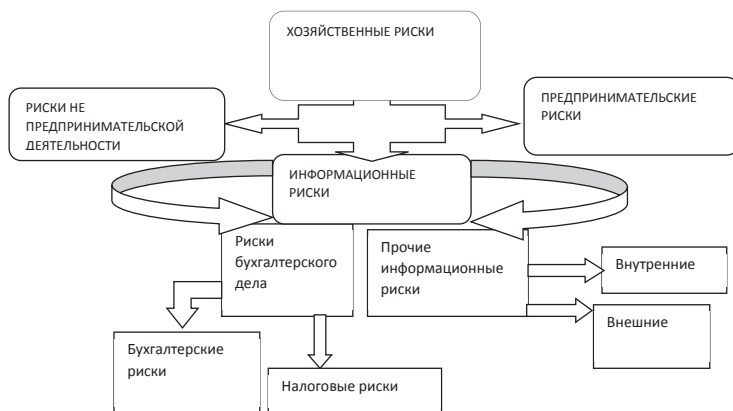 ХОЗЯЙСТВЕННЫЕ РИСКИ
РИСКИ НЕ
ПРЕДПРИНИМАТЕЛЬСКОЙ
ДЕЯТЕЛЬНОСТИ
ПРЕДПРИНИМАТЕЛЬСКИЕ
РИСКИ
ИНФОРМАЦИОННЫЕ
РИСКИ
Риски
бухгалтерского
дела
Прочие
информационные
риски
Внутренние
Внешние
Бухгалтерские
риски
Налоговые риски